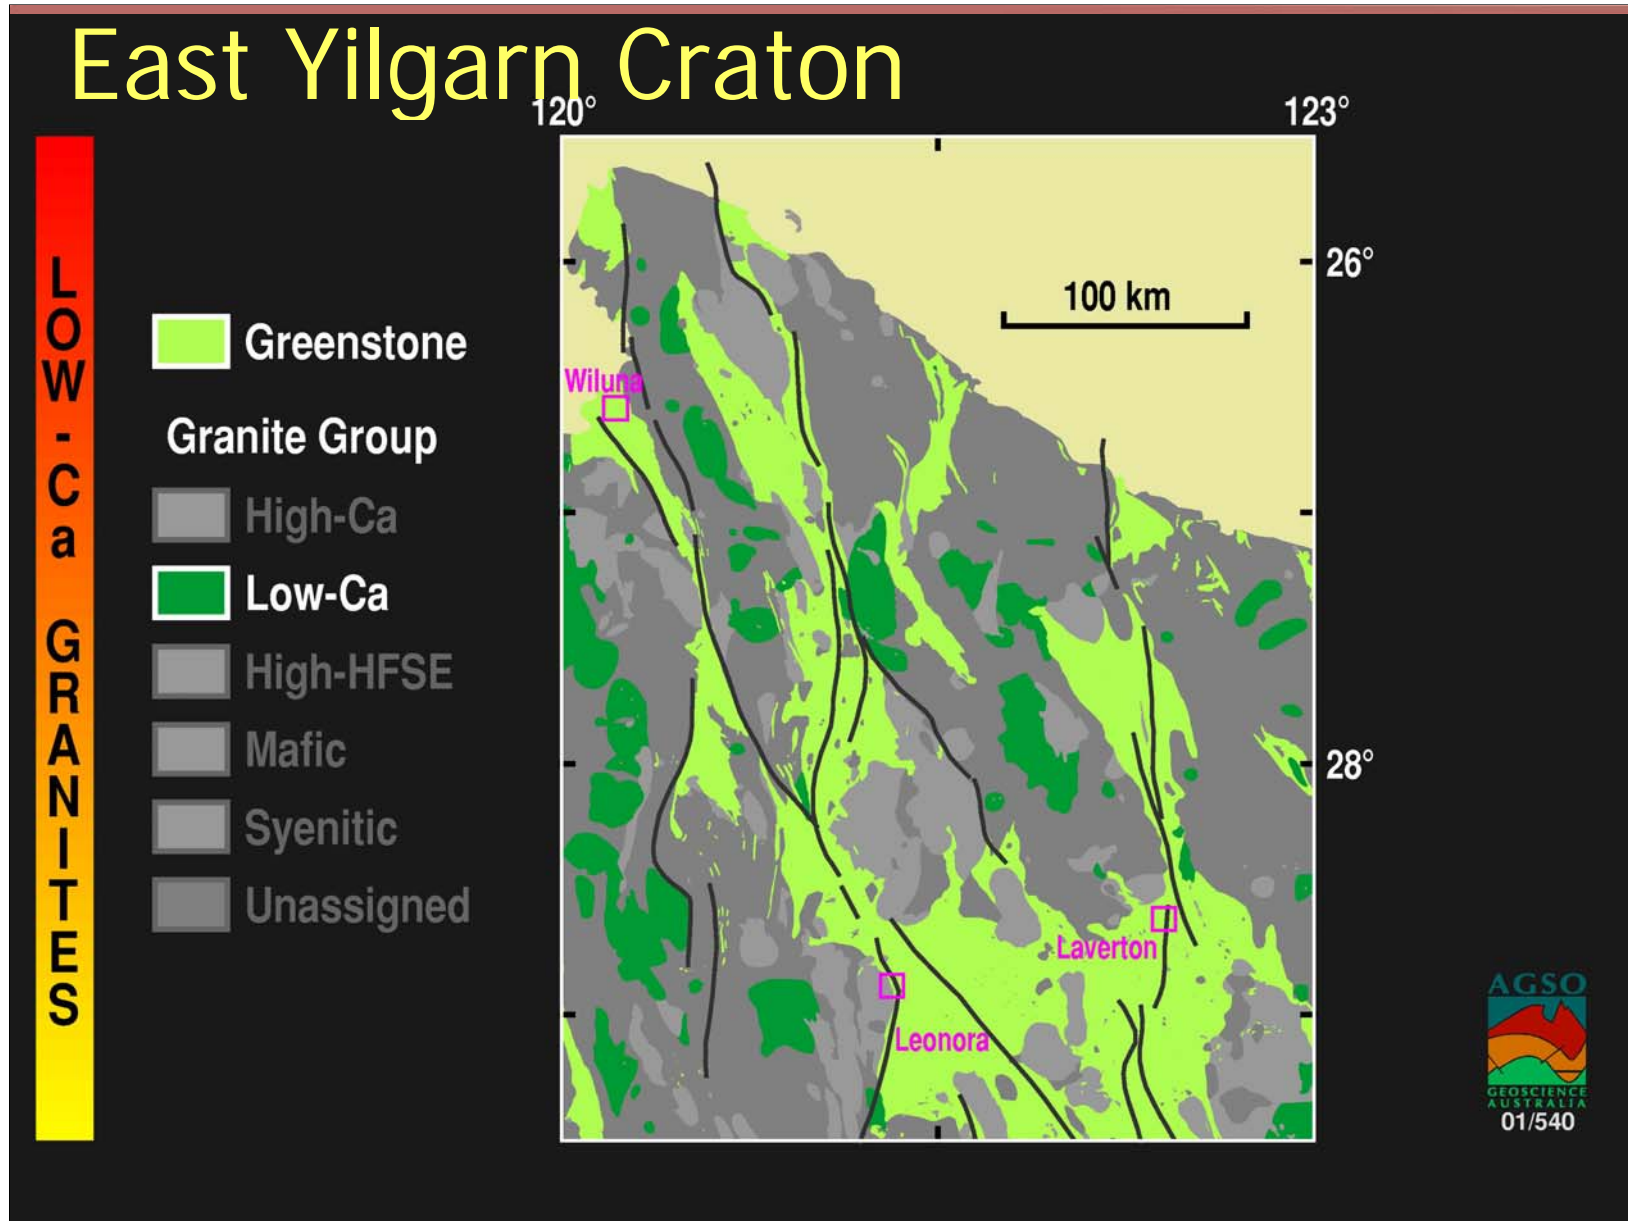 East Yilgarn Craton
120°
123°
LOW-Ca GRANITES
26°
100 km
Greenstone
Wiluna
Granite Group
High-Ca
Low-Ca
High-HFSE
Mafic
28°
Syenitic
Unassigned
Laverton
Leonora
AGSO
GEOSCIENCE
AUSTRALIA
01/540